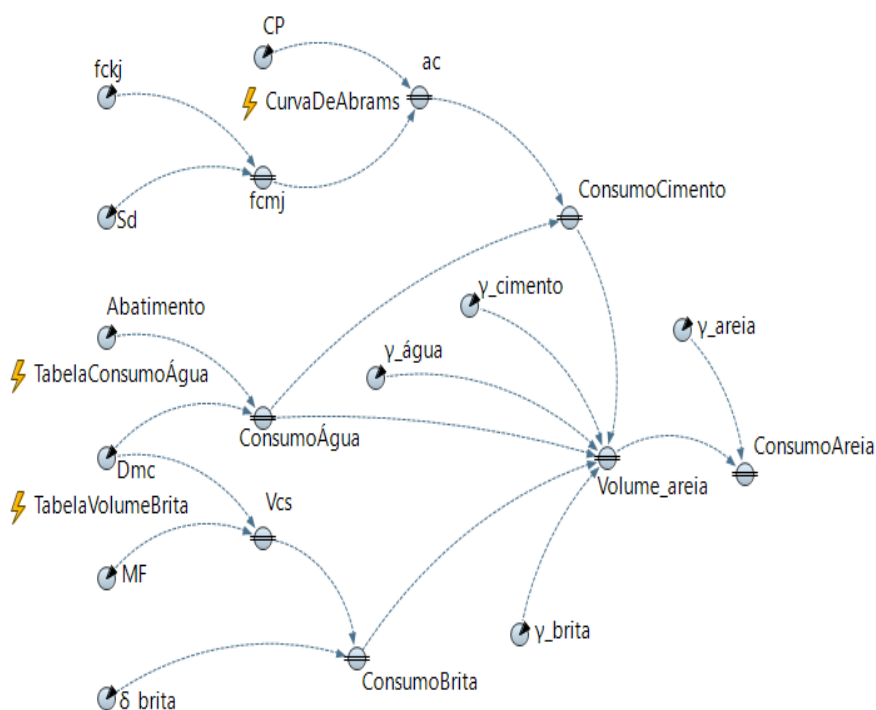 CP
fckj
ac
CurvaDeAbrams
fcmj
Sd
ConsumoCimento
γ_cimento
Abatimento
γ_areia
γ_água
TabelaConsumoÁgua
ConsumoÁgua
ConsumoAreia
Dmc
Volume_areia
TabelaVolumeBrita
Vcs
MF
γ_brita
ConsumoBrita
δ_brita